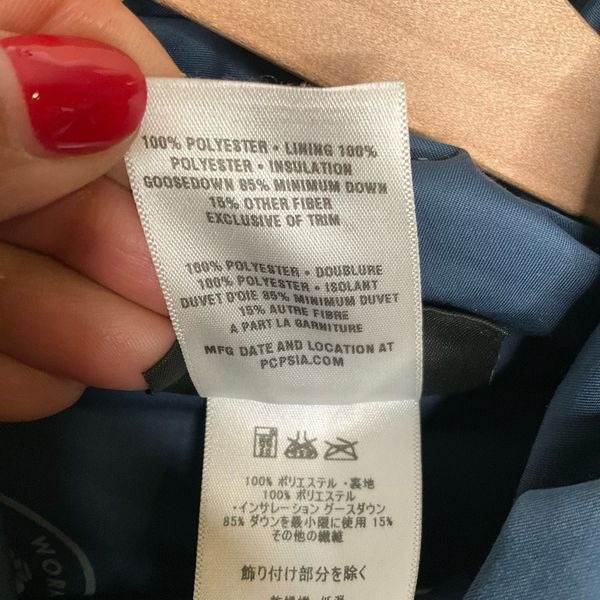 100% POLYESTER • LINING 100%
POLYESTER • INSULATION
GOOSEDOWN 85% MINIMUM DOWN
15% OTHER FIBER
EXCLUSIVE OF TRIM
100% POLYESTER • DOUBLURE
100% POLYESTER • ISOLANT
DUVET D'OIE 85% MINIMUM DUVET
15% AUTRE FIBRE
A PART LA GARNITURE
MFG DATE AND LOCATION AT
PCPSIA.COM
100% ポリエステル・裏地
100% ポリエステル
・インサレーション グースダウン
85% ダウンを最小限に使用 15%
その他の繊維
飾り付け部分を除く